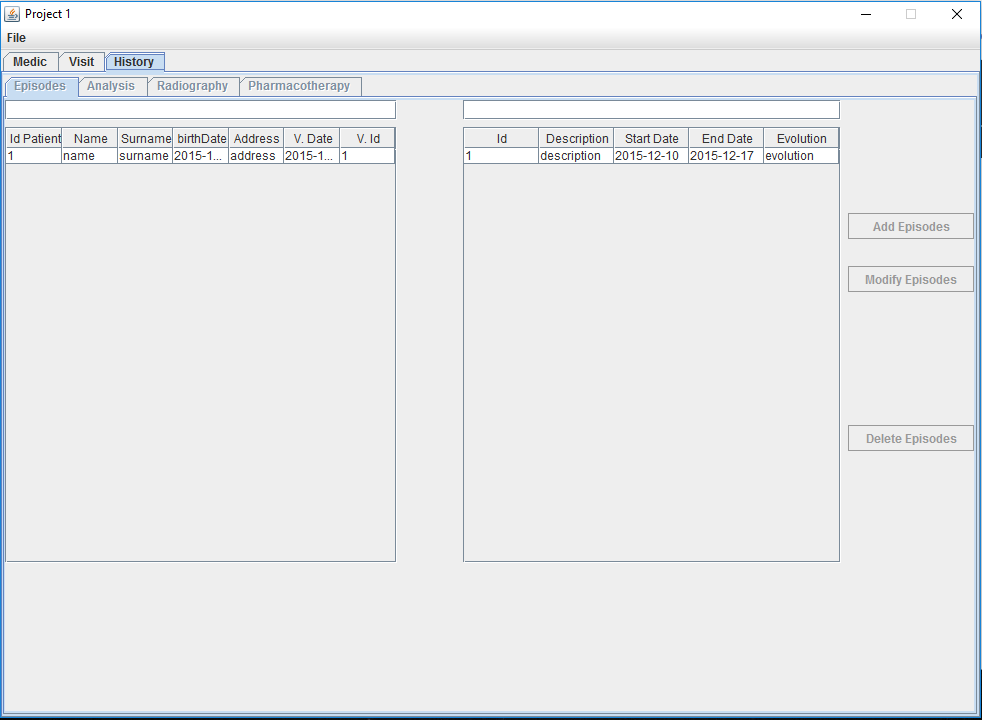 Project 1
File
Medic Visit History
Episodes Analysis Radiography Pharmacotherapy
Id Patient Name Surname birthDate Address V. Date V. Id
1 name surname 2015-1... address 2015-1... 1
Id Description Start Date End Date Evolution
1 description 2015-12-10 2015-12-17 evolution
Add Episodes
Modify Episodes
Delete Episodes